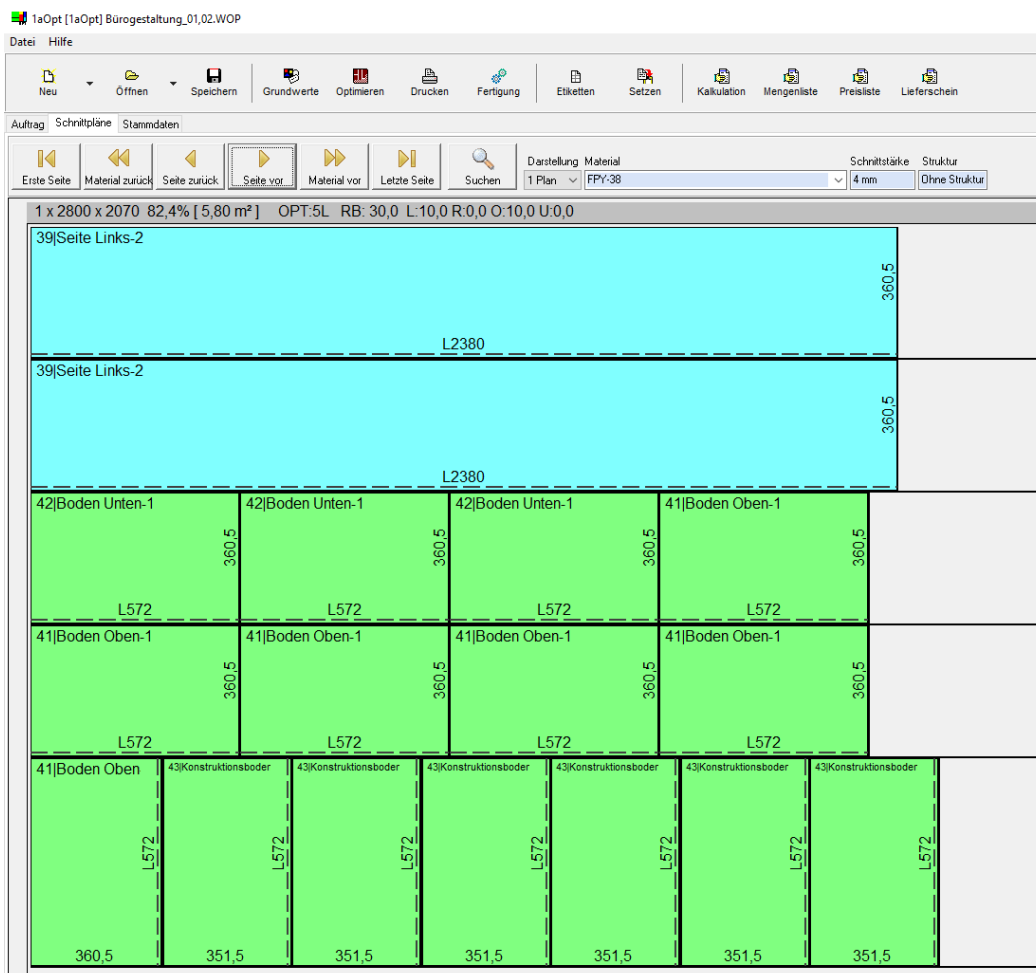 1aOpt [1aOpt] Bürogestaltung_01,02.WOP
Datei Hilfe
Neu Öffnen Speichern Grundwerte Optimieren Drucken Fertigung Etiketten Setzen Kalkulation Mengenliste Preisliste Lieferschein
Auftrag Schnittpläne Stammdaten
Darstellung Material Schnittstärke Struktur
Erste Seite Material zurück Seite zurück Seite vor Material vor Letzte Seite Suchen 1 Plan FPY-38 4 mm Ohne Struktur
1 x 2800 x 2070 82,4% [ 5,80 m² ] OPT:5L RB: 30,0 L:10,0 R:0,0 O:10,0 U:0,0
39|Seite Links-2
360,5
L2380
39|Seite Links-2
360,5
L2380
42|Boden Unten-1 42|Boden Unten-1 42|Boden Unten-1 41|Boden Oben-1
360,5 360,5 360,5 360,5
L572 L572 L572 L572
41|Boden Oben-1 41|Boden Oben-1 41|Boden Oben-1 41|Boden Oben-1
360,5 360,5 360,5 360,5
L572 L572 L572 L572
41|Boden Oben 43|Konstruktionsboder 43|Konstruktionsboder 43|Konstruktionsboder 43|Konstruktionsboder 43|Konstruktionsboder 43|Konstruktionsboder
L572 L572 L572 L572 L572 L572 L572
360,5 351,5 351,5 351,5 351,5 351,5 351,5